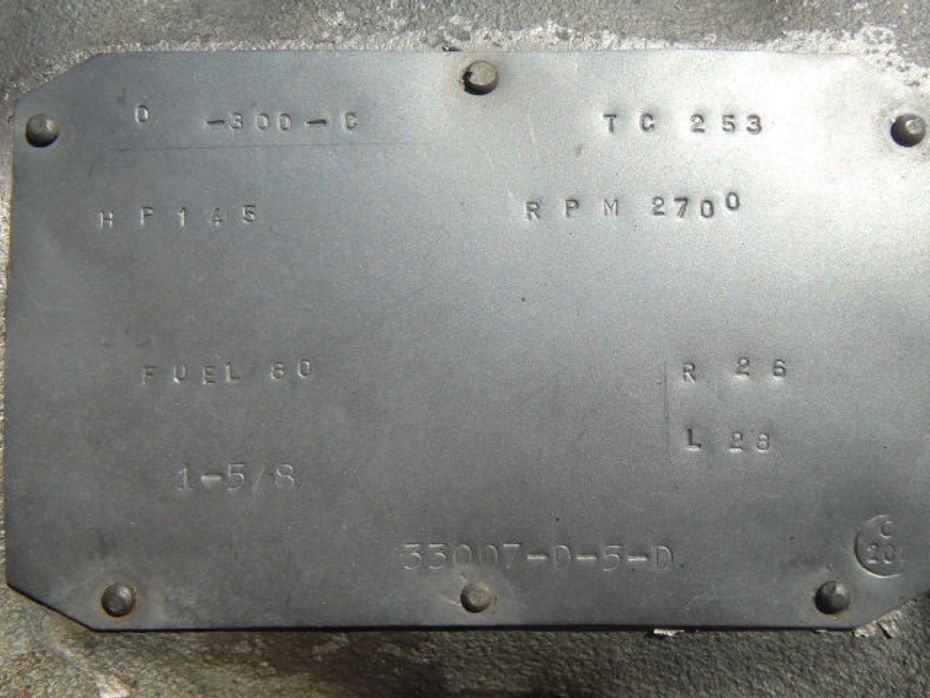 O -300-C TC 253
HP 145 RPM 2700
FUEL 80 R 26
L 28
1-5/8
33007-D-5-D
C